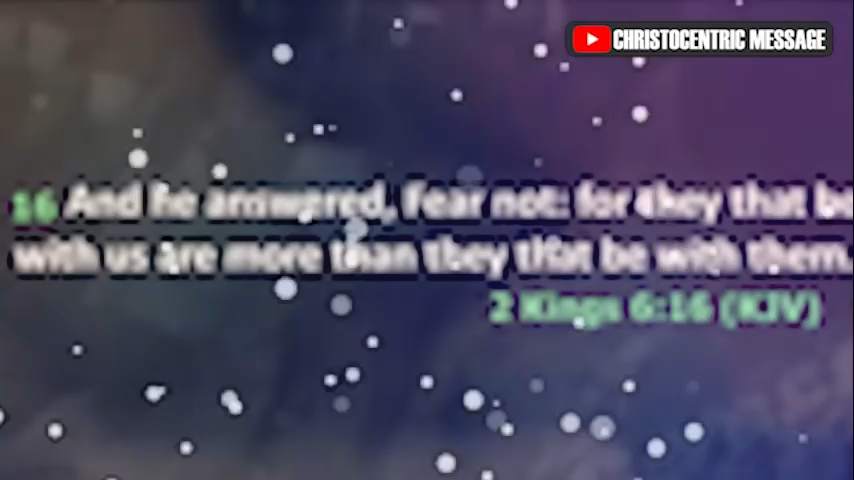 CHRISTOCENTRIC MESSAGE
16 And he answered, Fear not: for they that be
with us are more than they that be with them.
2 Kings 6:16 (KJV)